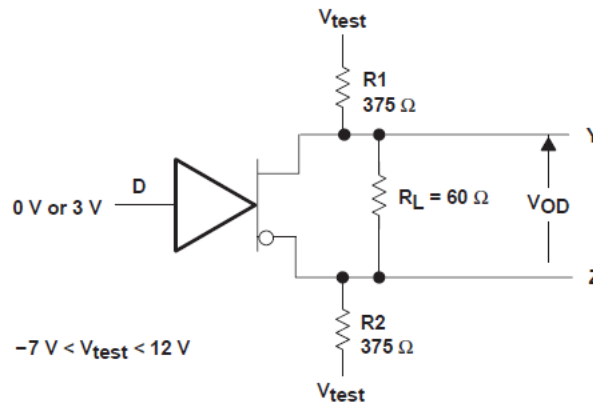 Vtest
R1
375 Ω
Y
D
0 V or 3 V
RL = 60 Ω
VOD
Z
R2
375 Ω
−7 V < Vtest < 12 V
Vtest